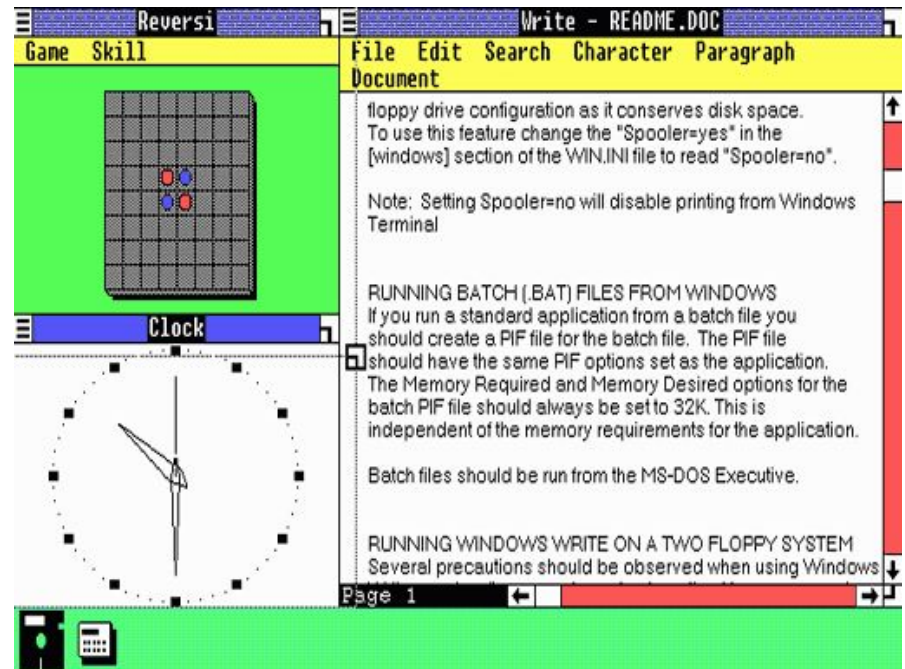 Reversi
Game Skill
Clock
Write - README.DOC
File Edit Search Character Paragraph
Document
floppy drive configuration as it conserves disk space.
To use this feature change the "Spooler=yes" in the
[windows] section of the WIN.INI file to read "Spooler=no".
Note: Setting Spooler=no will disable printing from Windows
Terminal
RUNNING BATCH (.BAT) FILES FROM WINDOWS
If you run a standard application from a batch file you
should create a PIF file for the batch file. The PIF file
should have the same PIF options set as the application.
The Memory Required and Memory Desired options for the
batch PIF file should always be set to 32K. This is
independent of the memory requirements for the application.
Batch files should be run from the MS-DOS Executive.
RUNNING WINDOWS WRITE ON A TWO FLOPPY SYSTEM
Several precautions should be observed when using Windows
Page 1